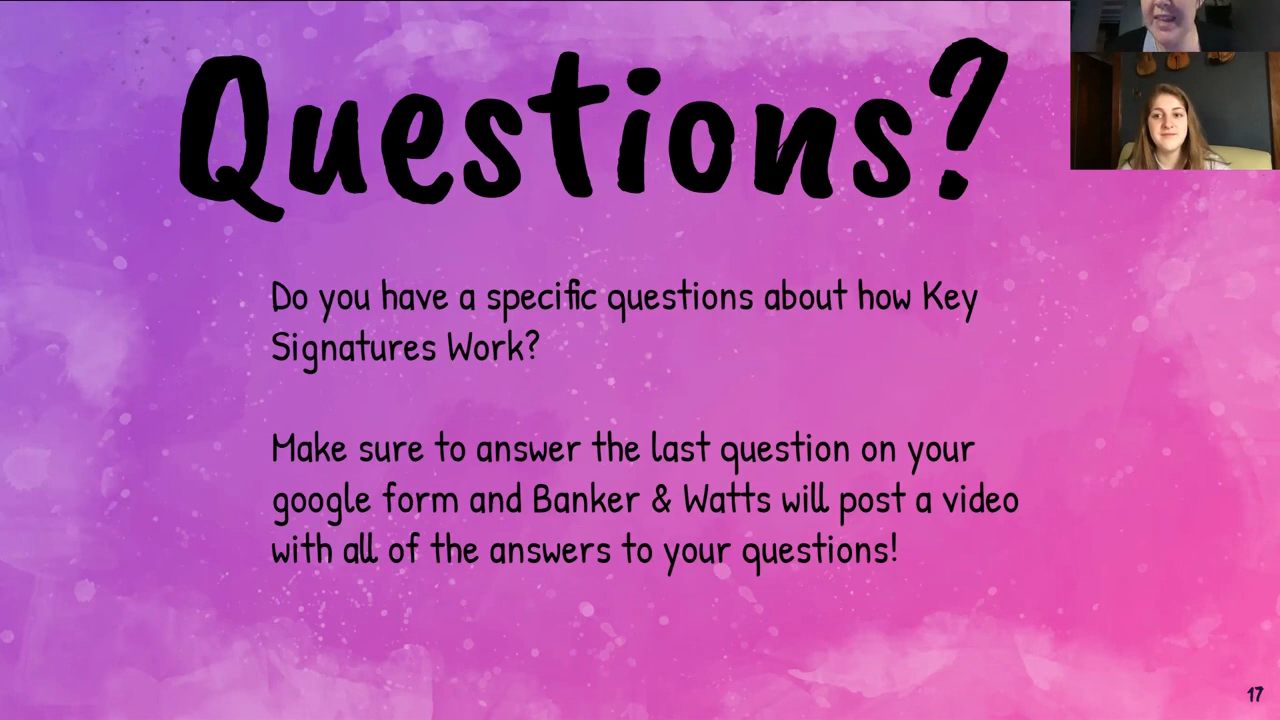 Questions?
Do you have a specific questions about how Key
Signatures Work?
Make sure to answer the last question on your
google form and Banker & Watts will post a video
with all of the answers to your questions!
17